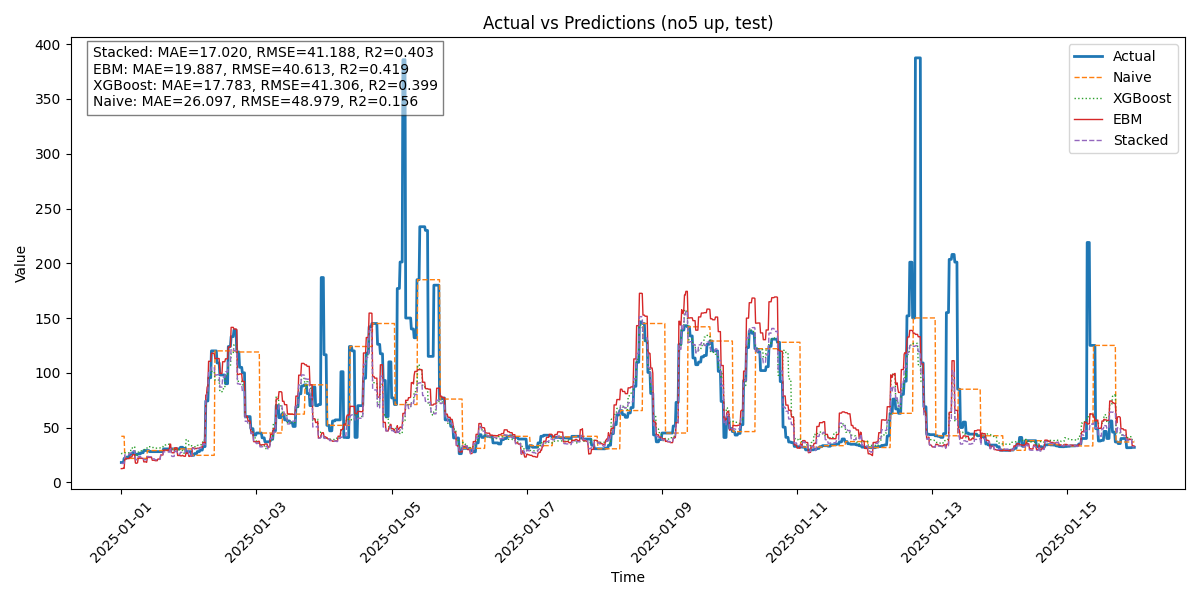 Actual vs Predictions (no5 up, test)
Stacked: MAE=17.020, RMSE=41.188, R2=0.403
EBM: MAE=19.887, RMSE=40.613, R2=0.419
XGBoost: MAE=17.783, RMSE=41.306, R2=0.399
Naive: MAE=26.097, RMSE=48.979, R2=0.156
Actual
Naive
XGBoost
EBM
Stacked
Value
400
350
300
250
200
150
100
50
0
2025-01-01
2025-01-03
2025-01-05
2025-01-07
2025-01-09
2025-01-11
2025-01-13
2025-01-15
Time